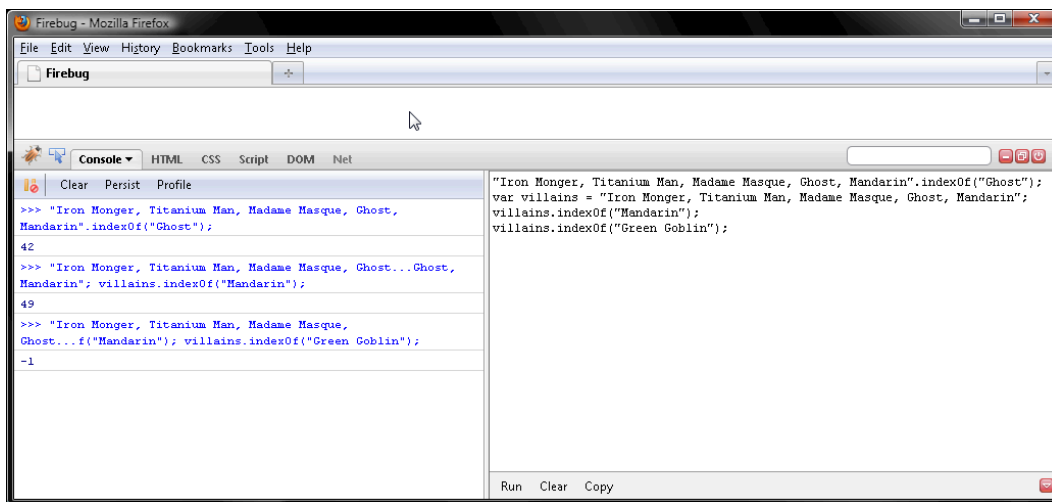 Firebug - Mozilla Firefox
File Edit View History Bookmarks Tools Help
Firebug
Console HTML CSS Script DOM Net
Clear Persist Profile
>>> "Iron Monger, Titanium Man, Madame Masque, Ghost,
Mandarin".indexOf("Ghost");
42
>>> "Iron Monger, Titanium Man, Madame Masque, Ghost...Ghost,
Mandarin"; villains.indexOf("Mandarin");
49
>>> "Iron Monger, Titanium Man, Madame Masque,
Ghost...f("Mandarin"); villains.indexOf("Green Goblin");
-1
"Iron Monger, Titanium Man, Madame Masque, Ghost, Mandarin".indexOf("Ghost");
var villains = "Iron Monger, Titanium Man, Madame Masque, Ghost, Mandarin";
villains.indexOf("Mandarin");
villains.indexOf("Green Goblin");
Run Clear Copy